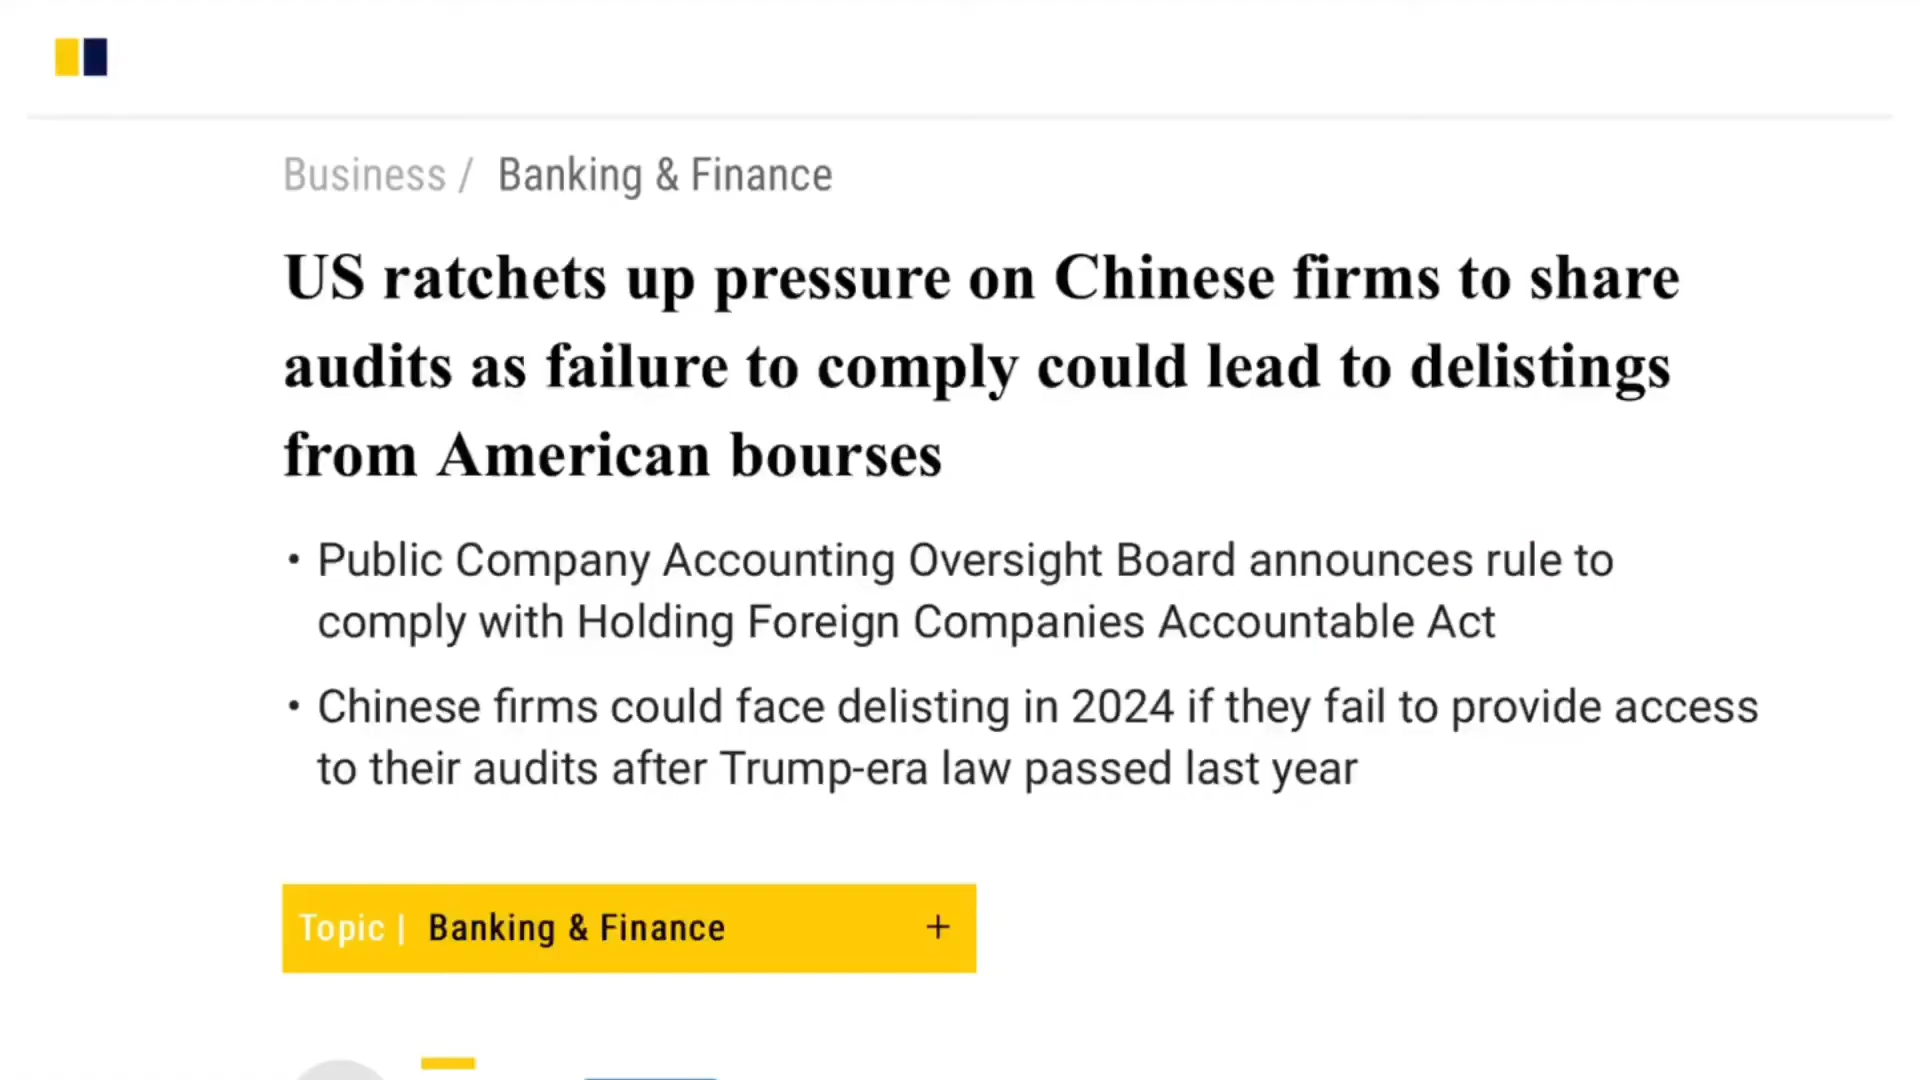 Business / Banking & Finance
US ratchets up pressure on Chinese firms to share
audits as failure to comply could lead to delistings
from American bourses
• Public Company Accounting Oversight Board announces rule to
comply with Holding Foreign Companies Accountable Act
• Chinese firms could face delisting in 2024 if they fail to provide access
to their audits after Trump-era law passed last year
Topic | Banking & Finance +